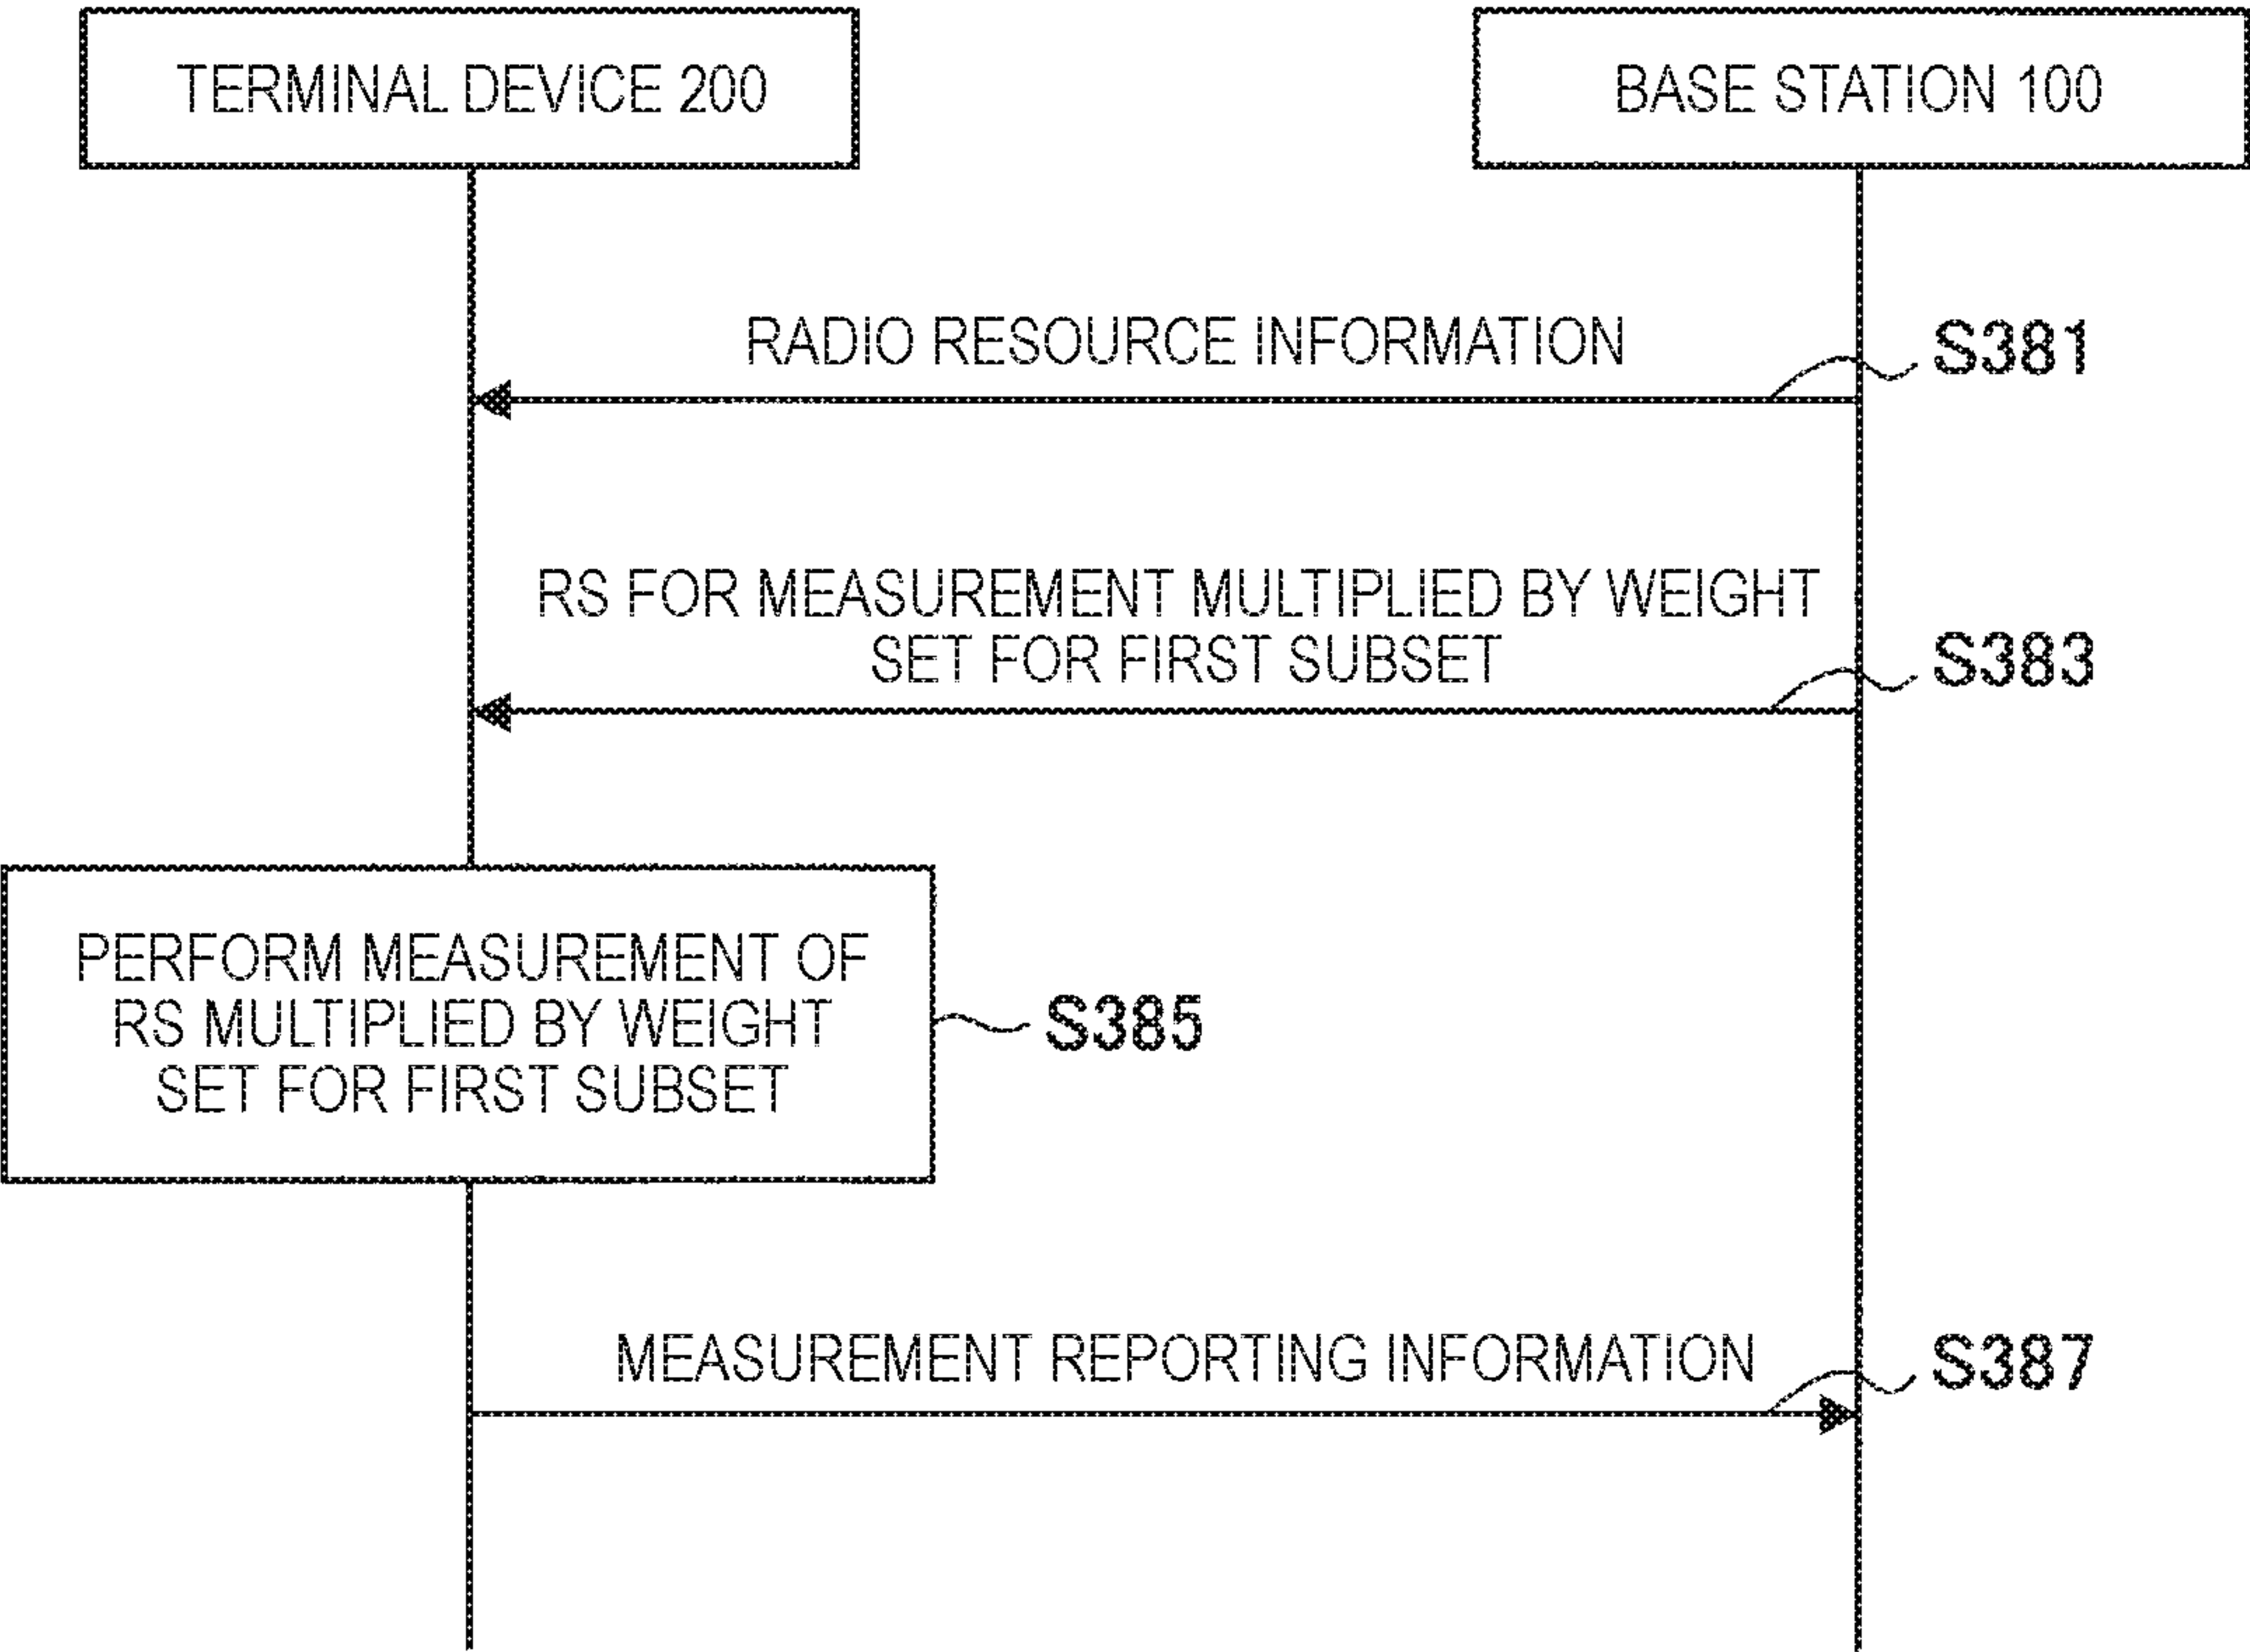 TERMINAL DEVICE 200
BASE STATION 100
RADIO RESOURCE INFORMATION
S381
RS FOR MEASUREMENT MULTIPLIED BY WEIGHT
SET FOR FIRST SUBSET
S383
PERFORM MEASUREMENT OF
RS MULTIPLIED BY WEIGHT
SET FOR FIRST SUBSET
S385
MEASUREMENT REPORTING INFORMATION
S387